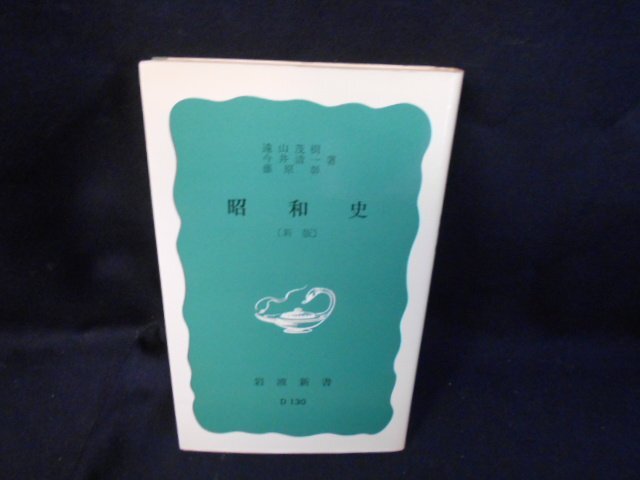 遠山茂樹
今井清一著
藤原彰
昭和史
〔新版〕
岩波新書
D 130